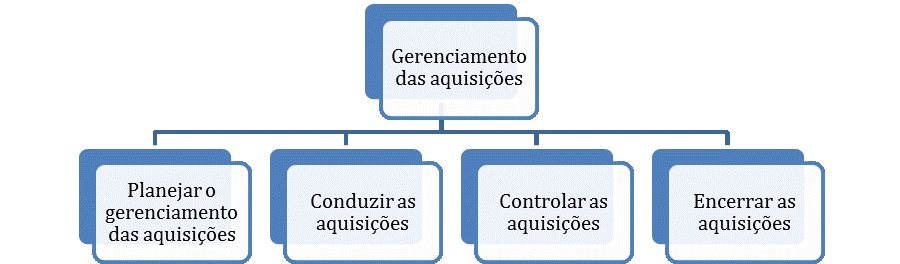 Gerenciamento
das aquisições
Planejar o
gerenciamento
das aquisições
Conduzir as
aquisições
Controlar as
aquisições
Encerrar as
aquisições